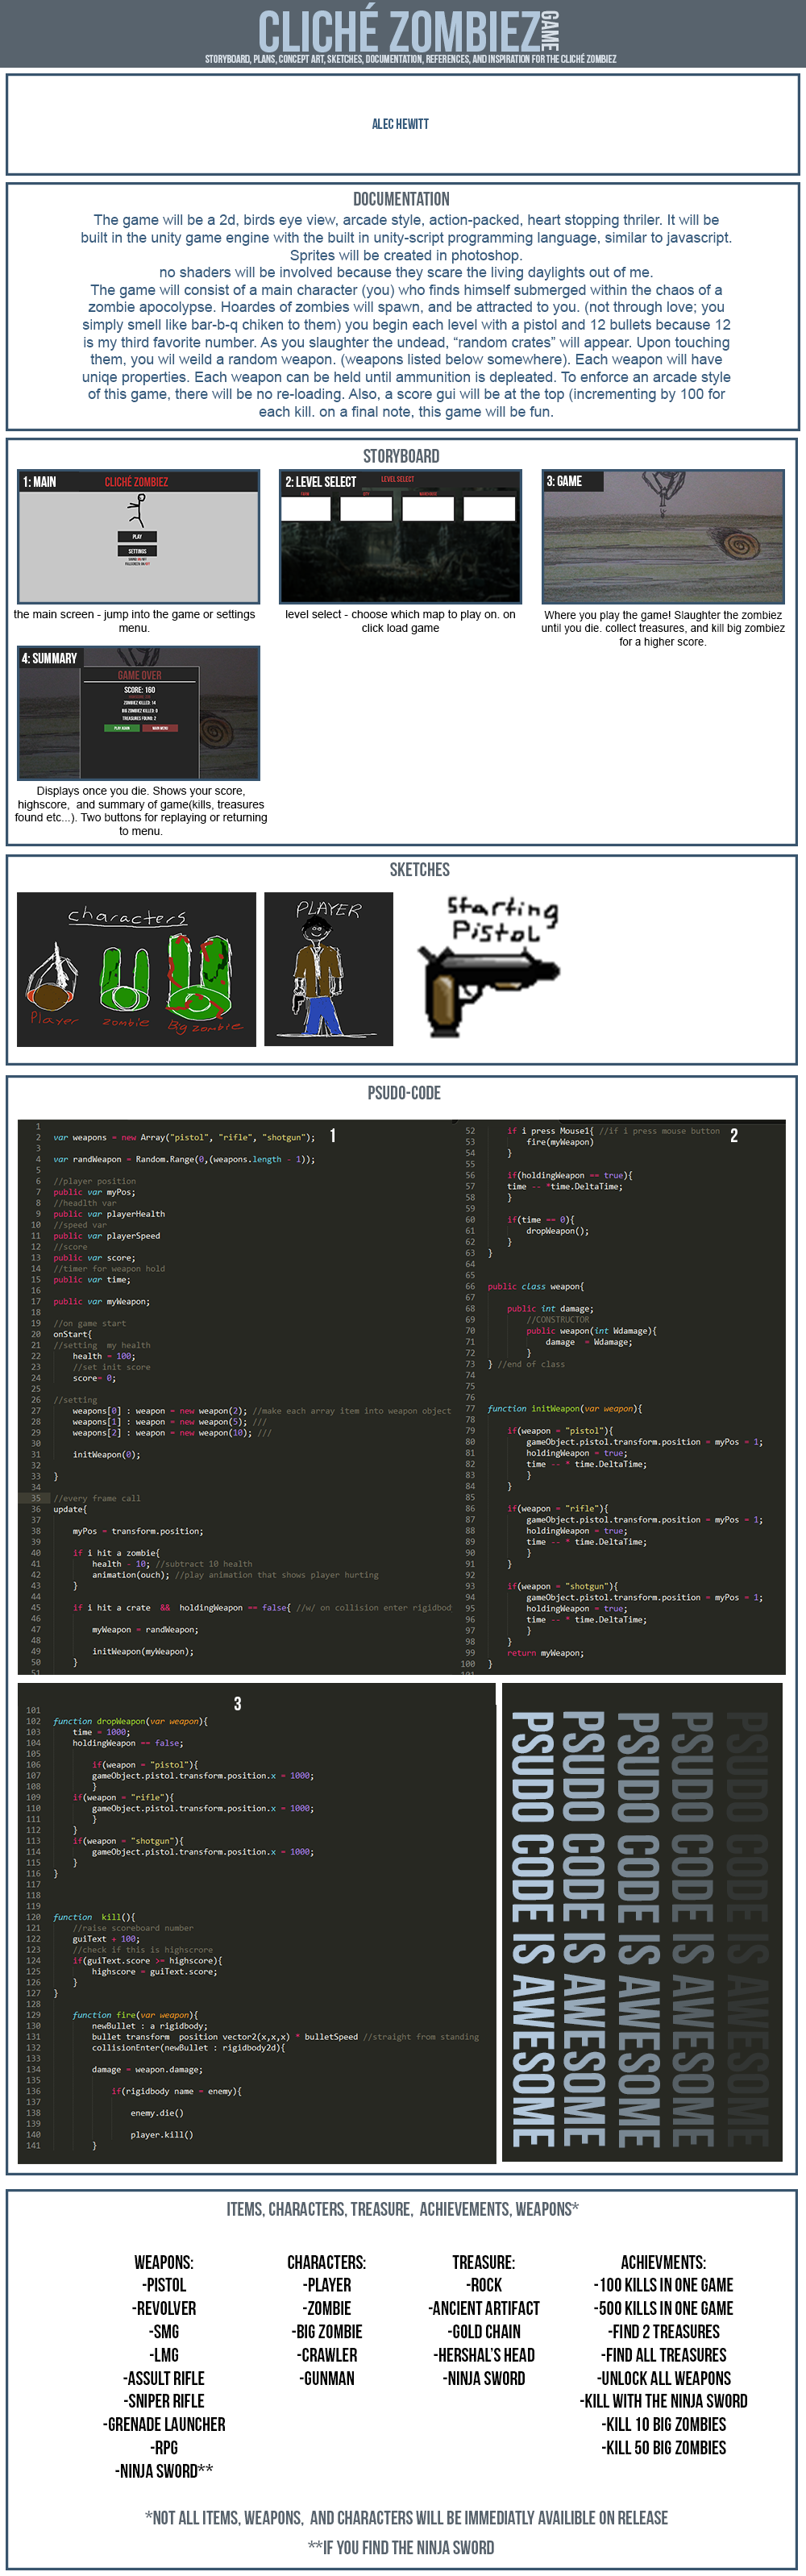 CLICHÉ ZOMBIEZ GAME
STORYBOARD, PLANS, CONCEPT ART, SKETCHES, DOCUMENTATION, REFERENCES, AND INSPIRATION FOR THE CLICHÉ ZOMBIEZ
ALEC HEWITT
DOCUMENTATION
The game will be a 2d, birds eye view, arcade style, action-packed, heart stopping thriler. It will be
built in the unity game engine with the built in unity-script programming language, similar to javascript.
Sprites will be created in photoshop.
no shaders will be involved because they scare the living daylights out of me.
The game will consist of a main character (you) who finds himself submerged within the chaos of a
zombie apocolypse. Hoardes of zombies will spawn, and be attracted to you. (not through love; you
simply smell like bar-b-q chiken to them) you begin each level with a pistol and 12 bullets because 12
is my third favorite number. As you slaughter the undead, “random crates” will appear. Upon touching
them, you wil weild a random weapon. (weapons listed below somewhere). Each weapon will have
uniqe properties. Each weapon can be held until ammunition is depleated. To enforce an arcade style
of this game, there will be no re-loading. Also, a score gui will be at the top (incrementing by 100 for
each kill. on a final note, this game will be fun.
STORYBOARD
1: MAIN
CLICHÉ ZOMBIEZ
PLAY
SETTINGS
the main screen - jump into the game or settings
menu.
2: LEVEL SELECT
LEVEL SELECT
level select - choose which map to play on. on
click load game
3: GAME
Where you play the game! Slaughter the zombiez
until you die. collect treasures, and kill big zombiez
for a higher score.
4: SUMMARY
GAME OVER
SCORE: 160
ZOMBIEZ KILLED: 14
BIG ZOMBIEZ KILLED: 0
TREASURES FOUND: 2
PLAY AGAIN
MAIN MENU
Displays once you die. Shows your score,
highscore, and summary of game(kills, treasures
found etc...). Two buttons for replaying or returning
to menu.
SKETCHES
characters
Player
zombie
Big zombie
PLAYER
Starting
Pistol
PSUDO-CODE
1
1
2 var weapons = new Array("pistol", "rifle", "shotgun");
3
4 var randWeapon = Random.Range(0,(weapons.length - 1));
5
6 //player position
7 public var myPos;
8 //headlth var
9 public var playerHealth
10 //speed var
11 public var playerSpeed
12 //score
13 public var score;
14 //timer for weapon hold
15 public var time;
16
17 public var myWeapon;
18
19 //on game start
20 onStart{
21 //setting my health
22 health = 100;
23 //set init score
24 score= 0;
25
26 //setting
27 weapons[0] : weapon = new weapon(2); //make each array item into weapon object
28 weapons[1] : weapon = new weapon(5); ///
29 weapons[2] : weapon = new weapon(10); ///
30
31 initWeapon(0);
32
33 }
34
35 //every frame call
36 update{
37
38 myPos = transform.position;
39
40 if i hit a zombie{
41 health - 10; //subtract 10 health
42 animation(ouch); //play animation that shows player hurting
43 }
44
45 if i hit a crate && holdingWeapon == false{ //w/ on collision enter rigidbod
46
47 myWeapon = randWeapon;
48
49 initWeapon(myWeapon);
50 }
51
2
52 if i press Mouse1{ //if i press mouse button
53 fire(myWeapon)
54 }
55
56 if(holdingWeapon == true){
57 time -- *time.DeltaTime;
58 }
59
60 if(time == 0){
61 dropWeapon();
62 }
63 }
64
65
66 public class weapon{
67
68 public int damage;
69 //CONSTRUCTOR
70 public weapon(int Wdamage){
71 damage = Wdamage;
72 }
73 } //end of class
74
75
76
77 function initWeapon(var weapon){
78
79 if(weapon = "pistol"){
80 gameObject.pistol.transform.position = myPos + 1;
81 holdingWeapon = true;
82 time -- * time.DeltaTime;
83 }
84 }
85
86 if(weapon = "rifle"){
87 gameObject.pistol.transform.position = myPos + 1;
88 holdingWeapon = true;
89 time -- * time.DeltaTime;
90 }
91 }
92
93 if(weapon = "shotgun"){
94 gameObject.pistol.transform.position = myPos + 1;
95 holdingWeapon = true;
96 time -- * time.DeltaTime;
97 }
98 }
99 return myWeapon;
100 }
3
101
102 function dropWeapon(var weapon){
103 time = 1000;
104 holdingWeapon == false;
105
106 if(weapon = "pistol"){
107 gameObject.pistol.transform.position.x = 1000;
108 }
109 if(weapon = "rifle"){
110 gameObject.pistol.transform.position.x = 1000;
111 }
112 }
113 if(weapon = "shotgun"){
114 gameObject.pistol.transform.position.x = 1000;
115 }
116 }
117
118
119
120 function kill(){
121 //raise scoreboard number
122 guiText + 100;
123 //check if this is highscrore
124 if(guiText.score >= highscore){
125 highscore = guiText.score;
126 }
127 }
128
129 function fire(var weapon){
130 newBullet : a rigidbody;
131 bullet transform position vector2(x,x,x) * bulletSpeed //straight from standing
132 collisionEnter(newBullet : rigidbody2d){
133
134 damage = weapon.damage;
135
136 if(rigidbody name = enemy){
137
138 enemy.die()
139
140 player.kill()
141 }
PSUDO CODE IS AWESOME
PSUDO CODE IS AWESOME
PSUDO CODE IS AWESOME
PSUDO CODE IS AWESOME
PSUDO CODE IS AWESOME
ITEMS, CHARACTERS, TREASURE, ACHIEVEMENTS, WEAPONS*
WEAPONS:
-PISTOL
-REVOLVER
-SMG
-LMG
-ASSULT RIFLE
-SNIPER RIFLE
-GRENADE LAUNCHER
-RPG
-NINJA SWORD**
CHARACTERS:
-PLAYER
-ZOMBIE
-BIG ZOMBIE
-CRAWLER
-GUNMAN
TREASURE:
-ROCK
-ANCIENT ARTIFACT
-GOLD CHAIN
-HERSHAL'S HEAD
-NINJA SWORD
ACHIEVMENTS:
-100 KILLS IN ONE GAME
-500 KILLS IN ONE GAME
-FIND 2 TREASURES
-FIND ALL TREASURES
-UNLOCK ALL WEAPONS
-KILL WITH THE NINJA SWORD
-KILL 10 BIG ZOMBIES
-KILL 50 BIG ZOMBIES
*NOT ALL ITEMS, WEAPONS, AND CHARACTERS WILL BE IMMEDIATLY AVAILIBLE ON RELEASE
**IF YOU FIND THE NINJA SWORD